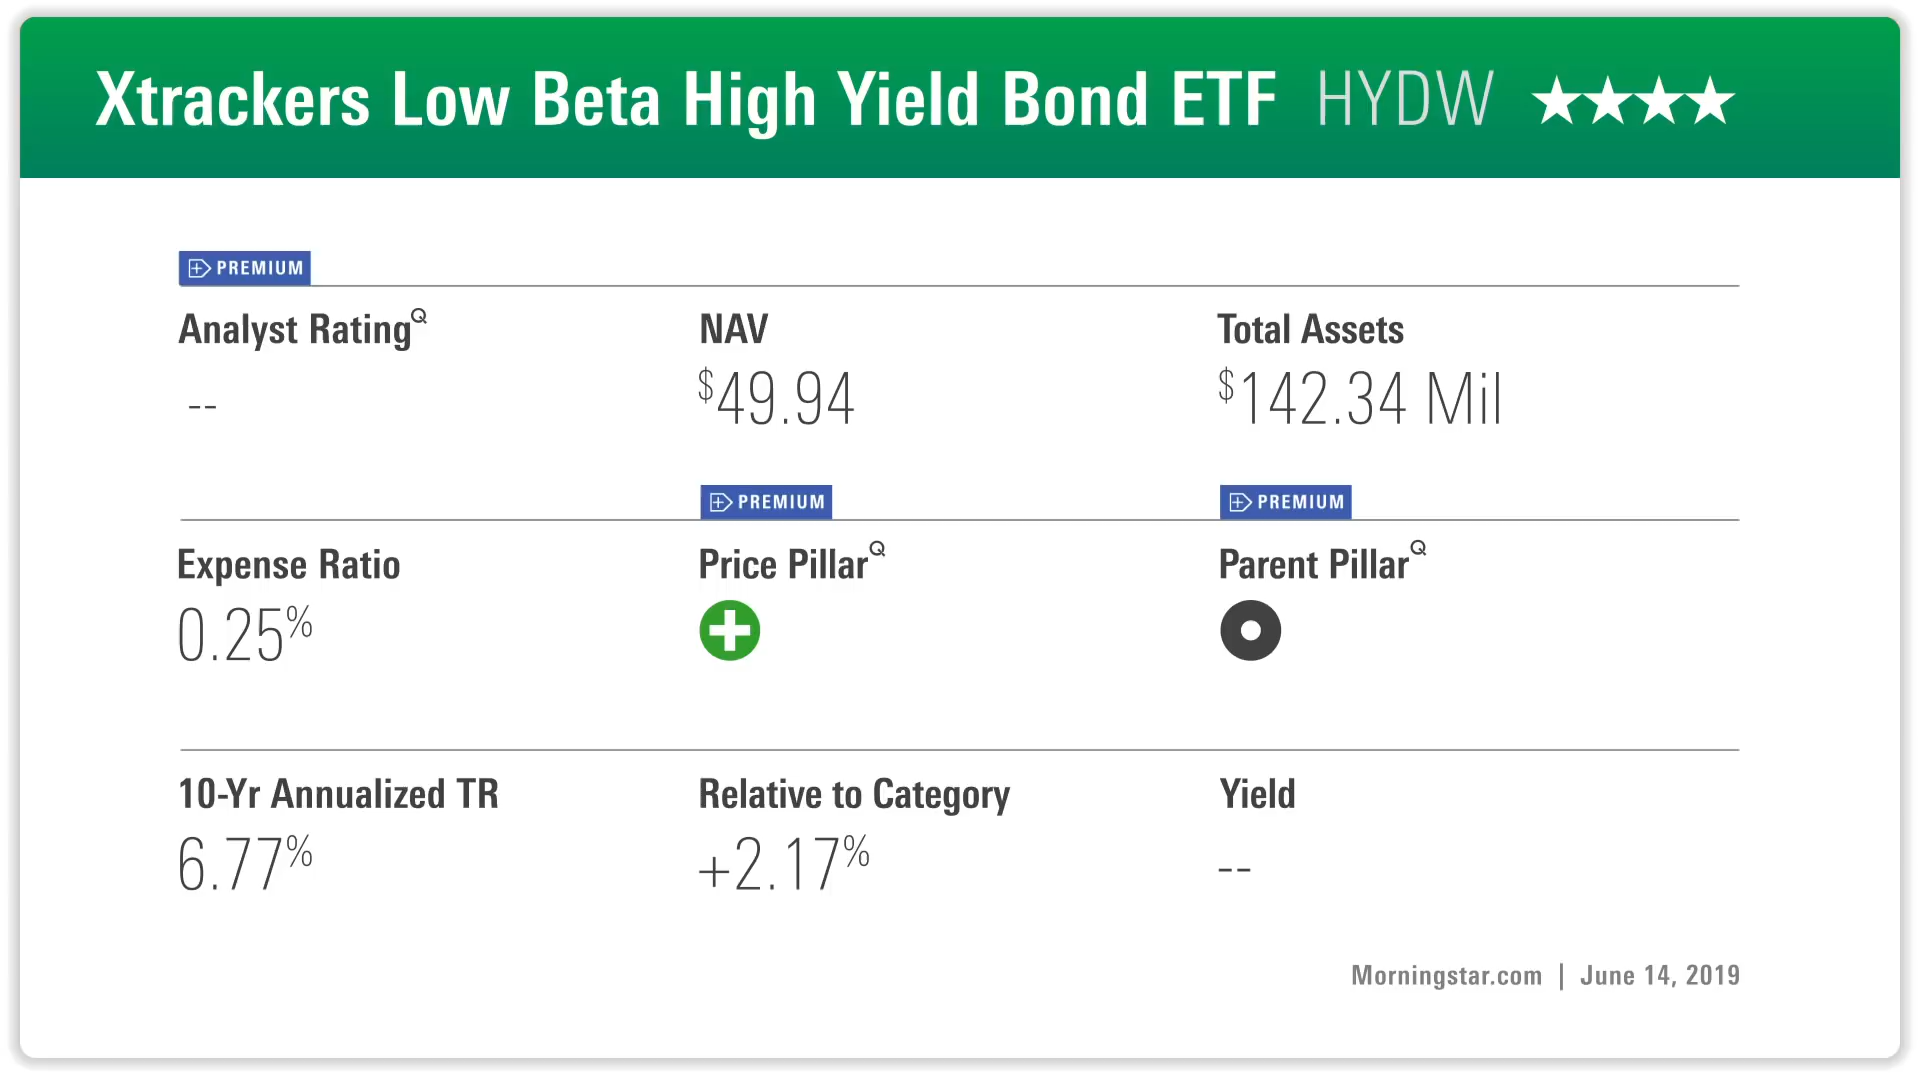 Xtrackers Low Beta High Yield Bond ETF HYDW ★★★★
PREMIUM
Analyst Rating Q NAV Total Assets
-- $49.94 $142.34 Mil
PREMIUM PREMIUM
Expense Ratio Price Pillar Q Parent Pillar Q
0.25%
10-Yr Annualized TR Relative to Category Yield
6.77% +2.17% --
Morningstar.com | June 14, 2019